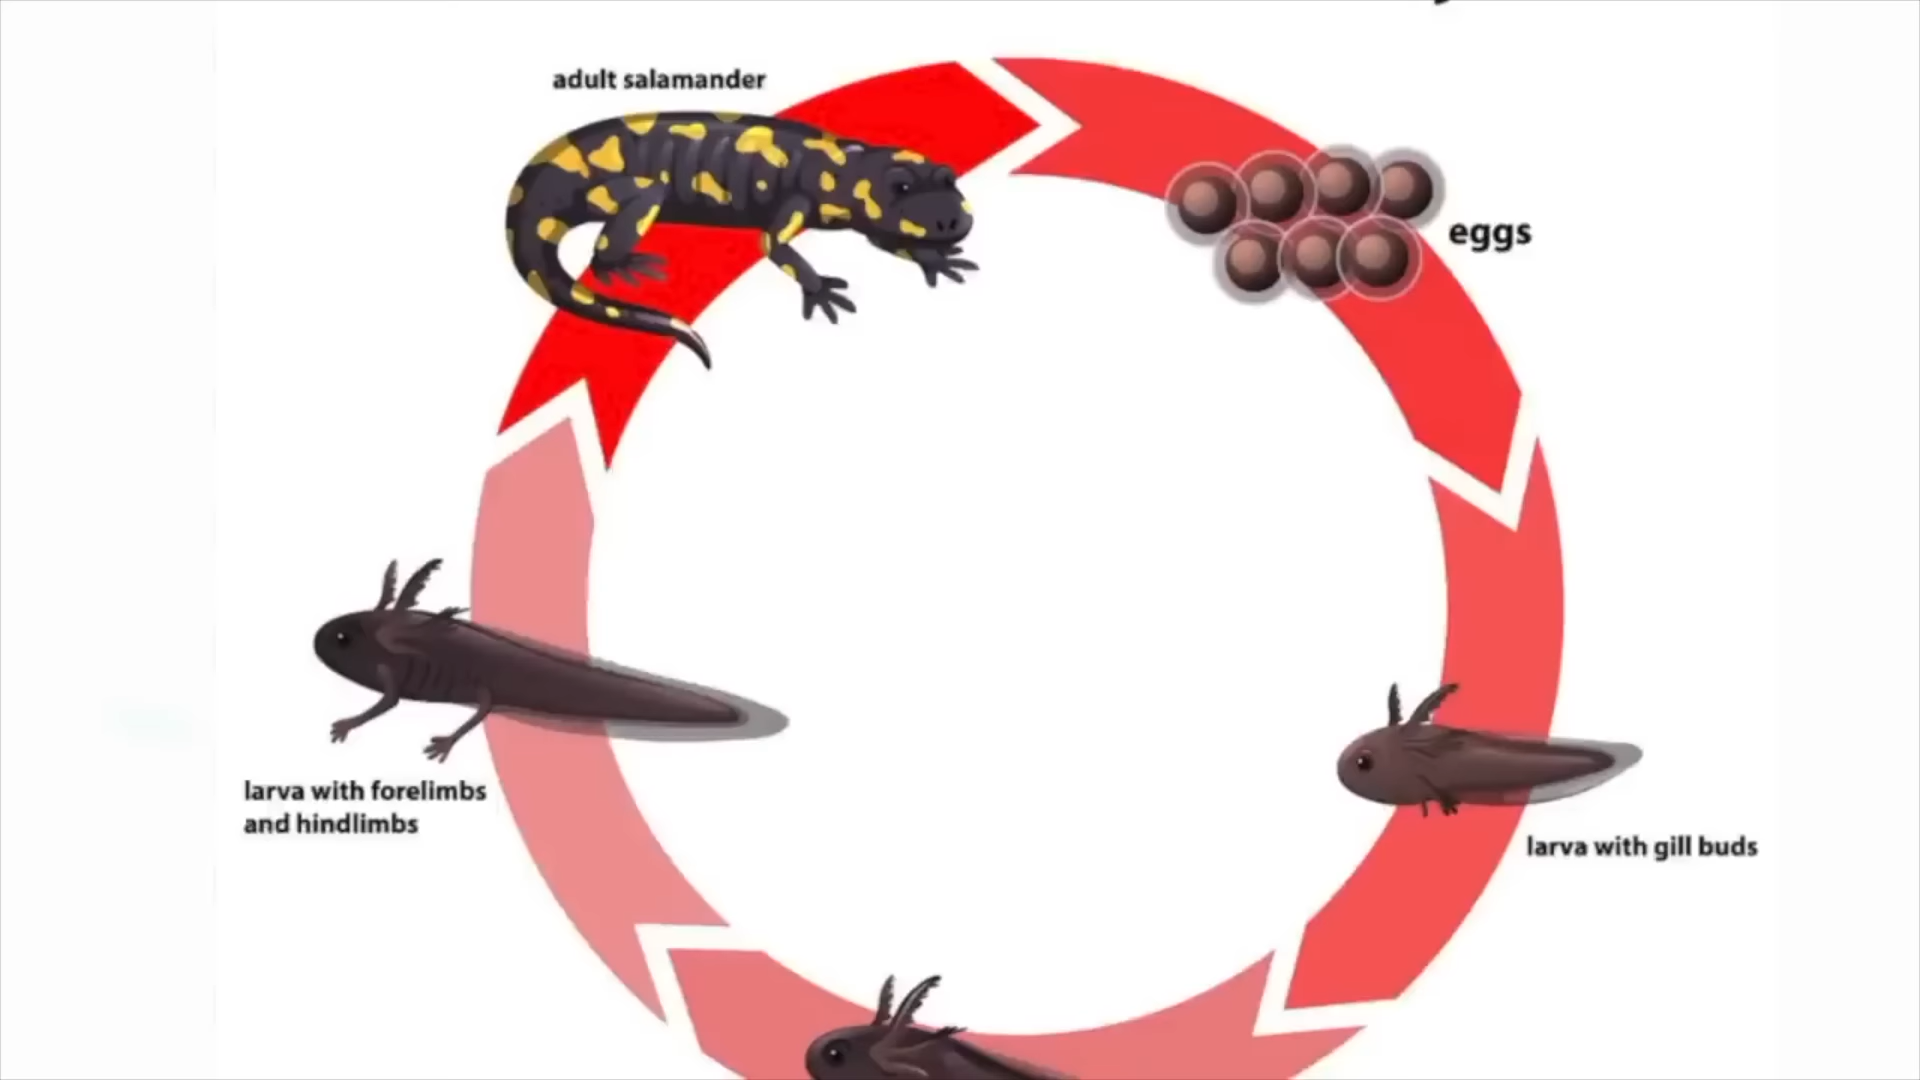 adult salamander
eggs
larva with forelimbs
and hindlimbs
larva with gill buds